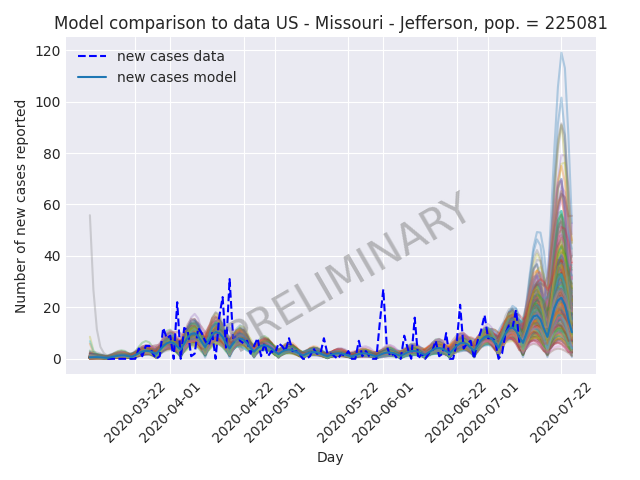 Model comparison to data US - Missouri - Jefferson, pop. = 225081
new cases data
new cases model
120
100
80
60
40
20
0
Number of new cases reported
PRELIMINARY
2020-03-22
2020-04-01
2020-04-22
2020-05-01
2020-05-22
2020-06-01
2020-06-22
2020-07-01
2020-07-22
Day